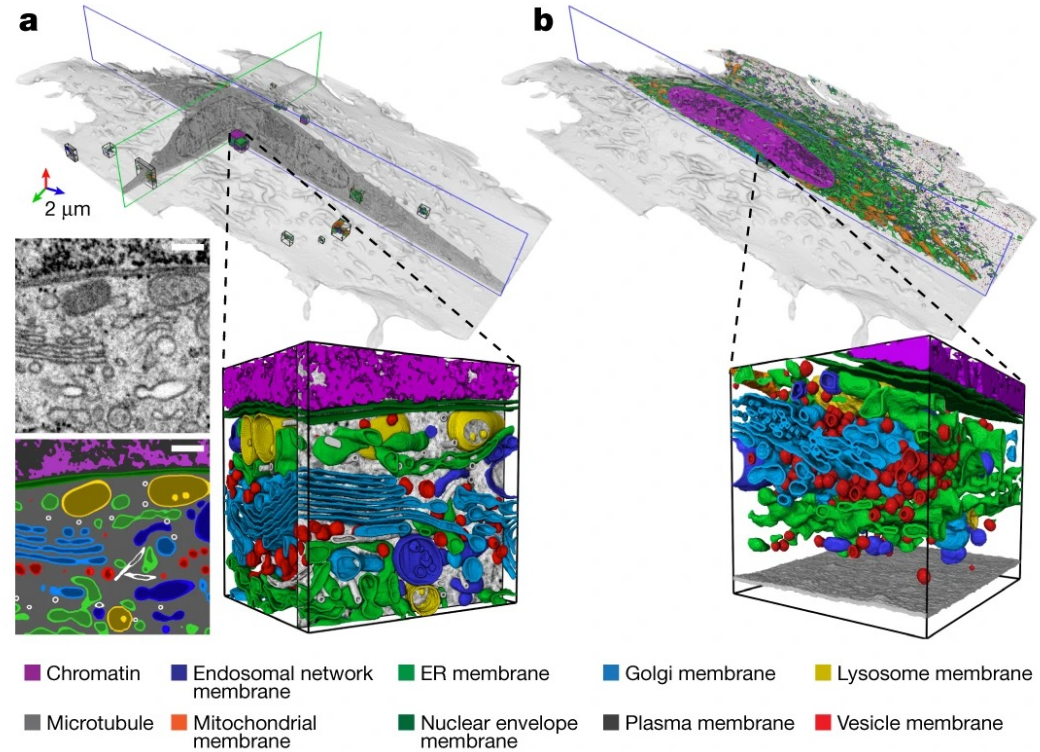 a
b
2 μm
Chromatin
Endosomal network
membrane
ER membrane
Golgi membrane
Lysosome membrane
Microtubule
Mitochondrial
membrane
Nuclear envelope
membrane
Plasma membrane
Vesicle membrane